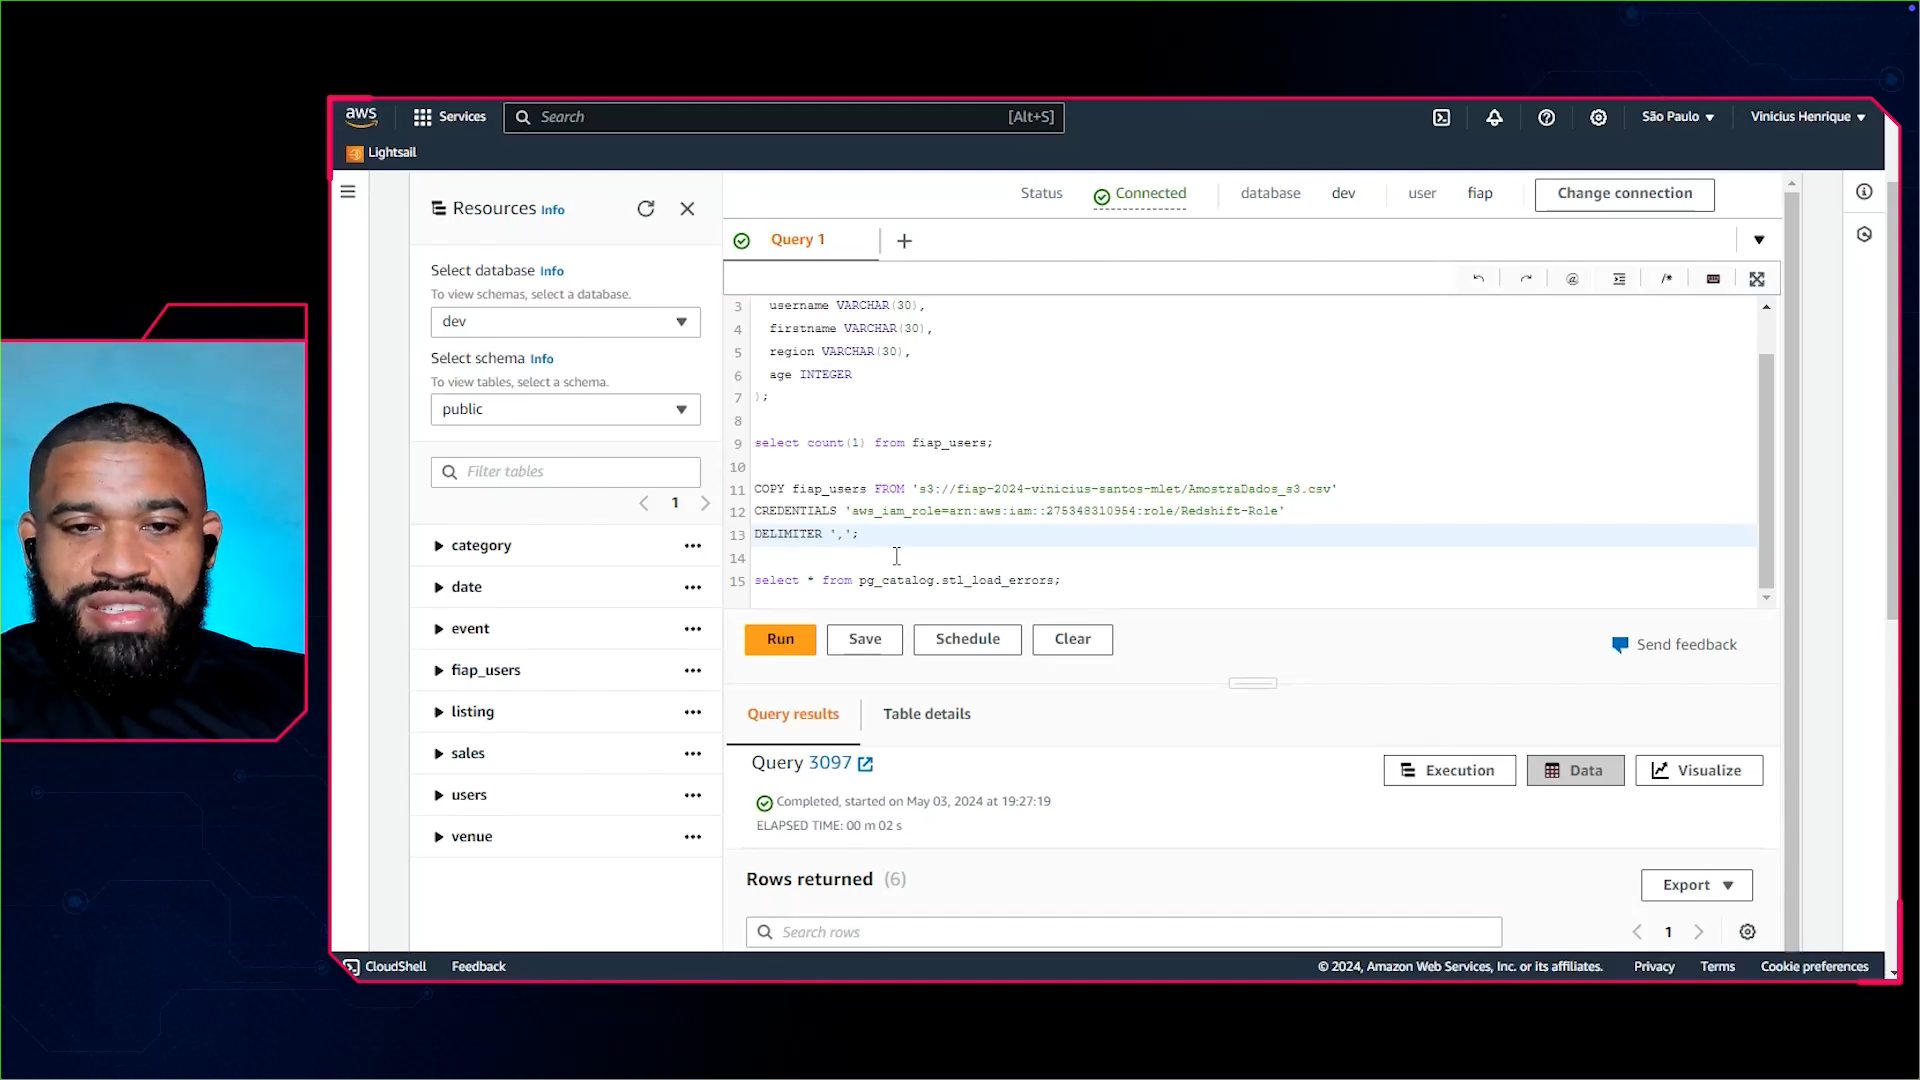 aws
Services
Search
[Alt+S]
São Paulo
Vinicius Henrique
Lightsail
Resources Info
Select database Info
To view schemas, select a database.
dev
Select schema Info
To view tables, select a schema.
public
Filter tables
1
category
date
event
fiap_users
listing
sales
users
venue
Status
Connected
database
dev
user
fiap
Change connection
Query 1
3 username VARCHAR(30),
4 firstname VARCHAR(30),
5 region VARCHAR(30),
6 age INTEGER
7 );
8
9 select count(1) from fiap_users;
10
11 COPY fiap_users FROM 's3://fiap-2024-vinicius-santos-mlet/AmostraDados_s3.csv'
12 CREDENTIALS 'aws_iam_role=arn:aws:iam::275348310954:role/Redshift-Role'
13 DELIMITER ',';
14
15 select * from pg_catalog.stl_load_errors;
Run
Save
Schedule
Clear
Send feedback
Query results
Table details
Query 3097
Execution
Data
Visualize
Completed, started on May 03, 2024 at 19:27:19
ELAPSED TIME: 00 m 02 s
Rows returned (6)
Export
Search rows
1
CloudShell
Feedback
© 2024, Amazon Web Services, Inc. or its affiliates.
Privacy
Terms
Cookie preferences